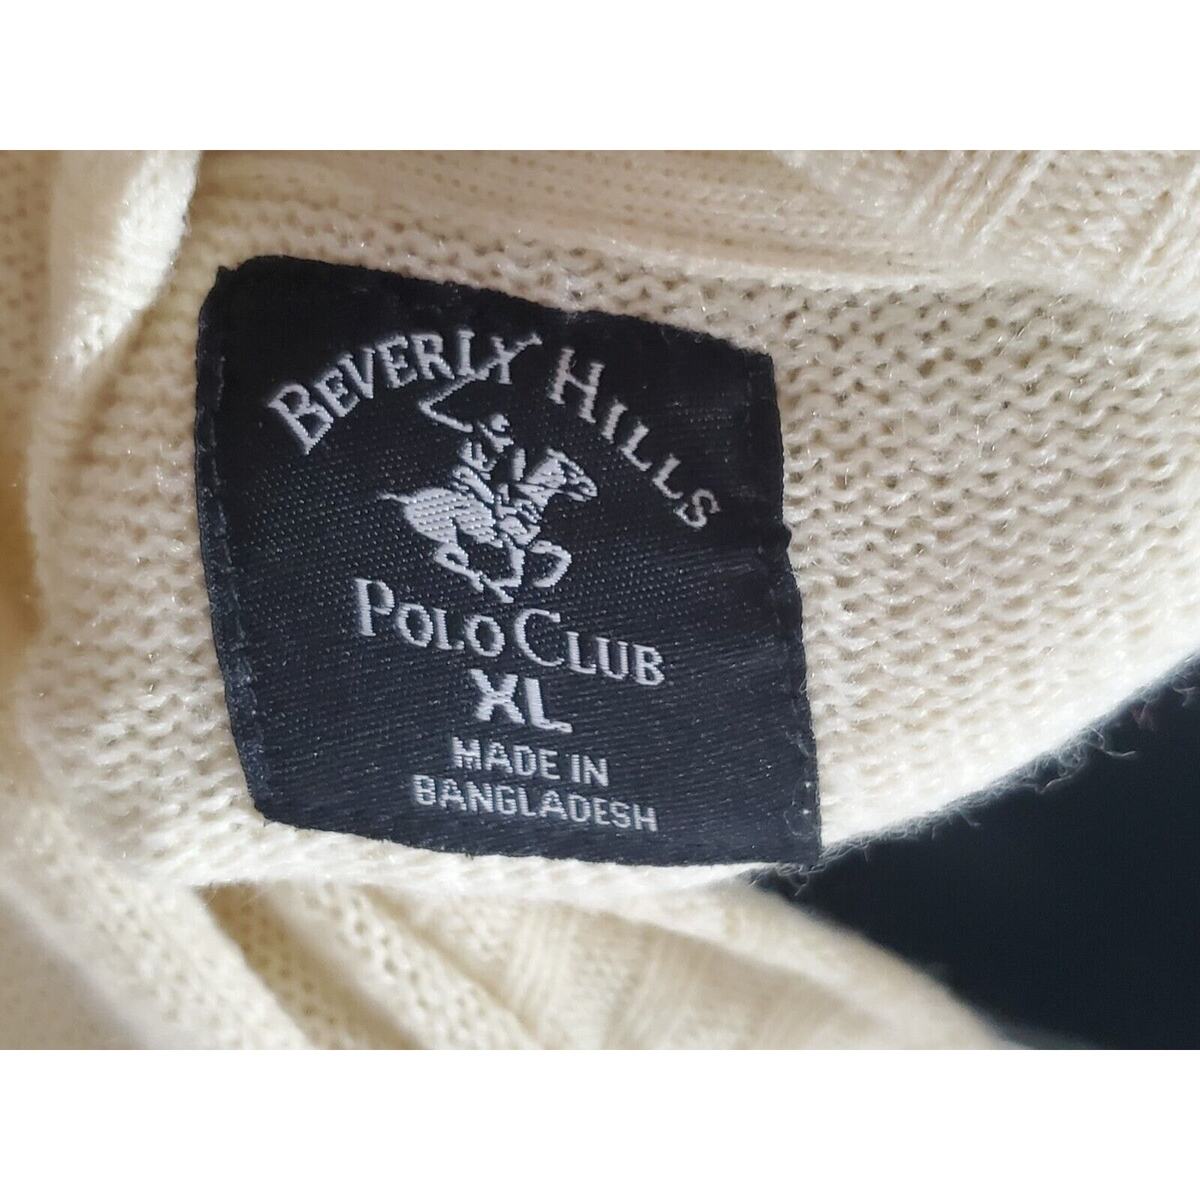 BEVERLY HILLS
POLO CLUB
XL
MADE IN
BANGLADESH